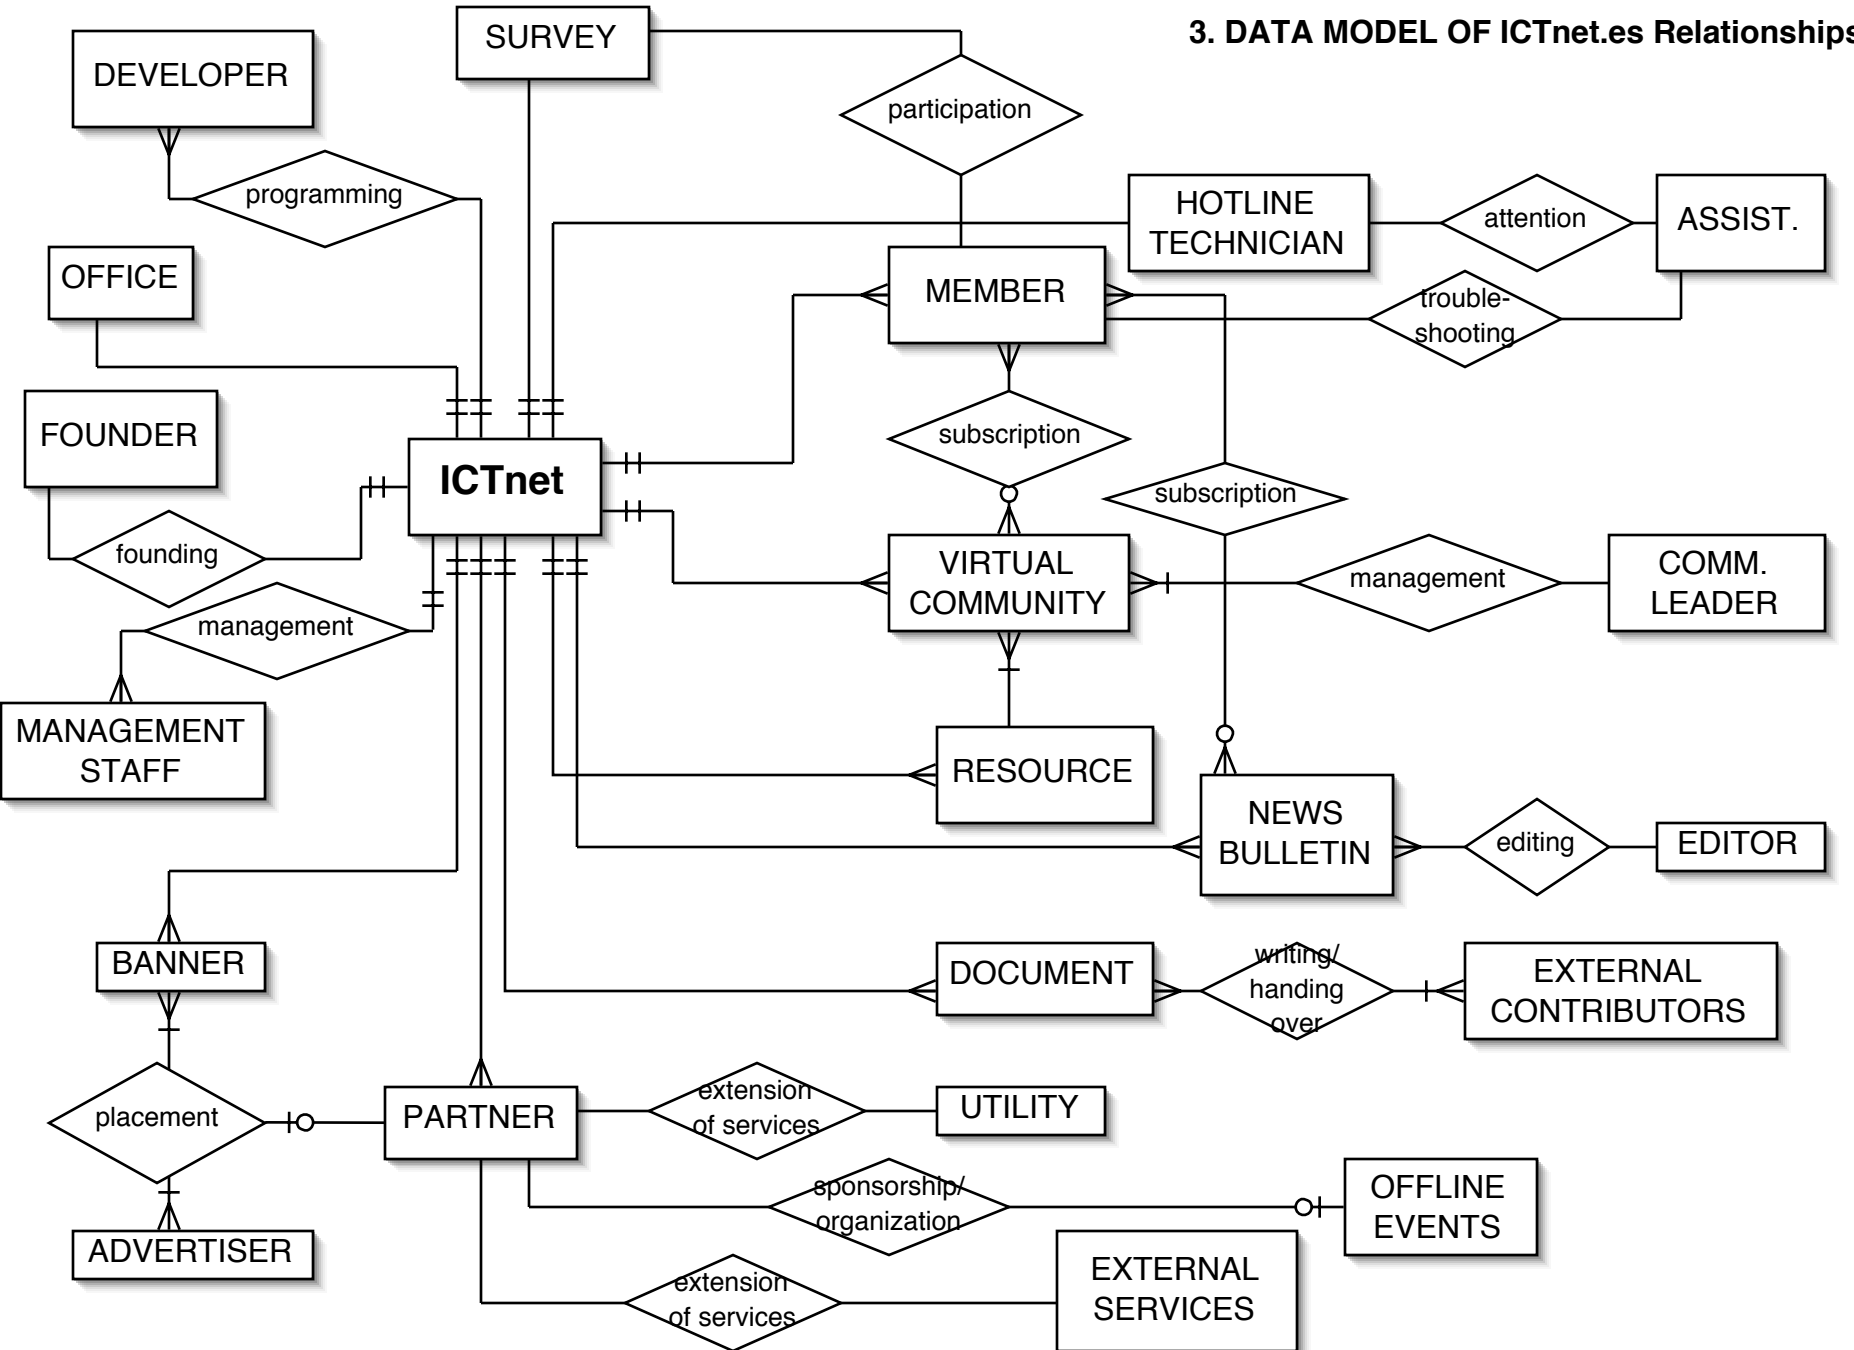 3. DATA MODEL OF ICTnet.es Relationships
SURVEY
DEVELOPER
participation
programming
HOTLINE
TECHNICIAN
attention
ASSIST.
OFFICE
MEMBER
trouble-
shooting
FOUNDER
subscription
ICTnet
subscription
founding
VIRTUAL
COMMUNITY
management
COMM.
LEADER
management
MANAGEMENT
STAFF
RESOURCE
NEWS
BULLETIN
editing
EDITOR
BANNER
DOCUMENT
writing/
handing
over
EXTERNAL
CONTRIBUTORS
placement
PARTNER
extension
of services
UTILITY
sponsorship/
organization
OFFLINE
EVENTS
ADVERTISER
extension
of services
EXTERNAL
SERVICES